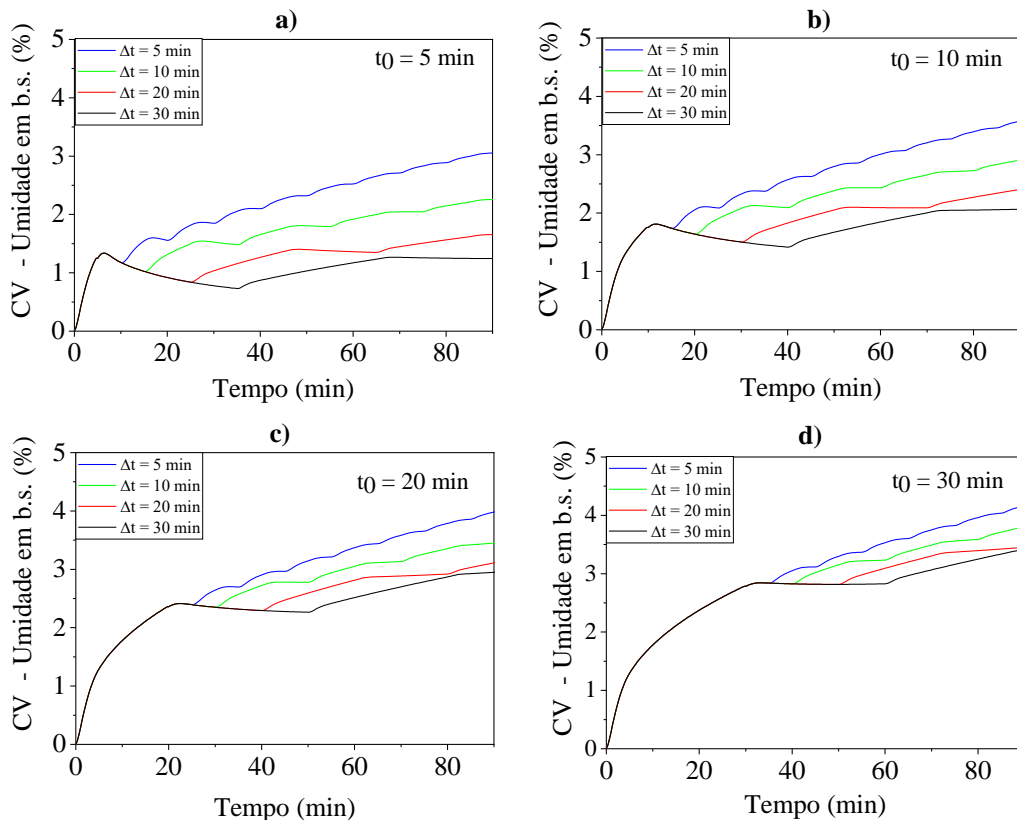 a)
CV - Umidade em b.s. (%)
5
4
3
2
1
0
Δt = 5 min
Δt = 10 min
Δt = 20 min
Δt = 30 min
t0 = 5 min
0 20 40 60 80
Tempo (min)
b)
CV - Umidade em b.s. (%)
5
4
3
2
1
0
Δt = 5 min
Δt = 10 min
Δt = 20 min
Δt = 30 min
t0 = 10 min
0 20 40 60 80
Tempo (min)
c)
CV - Umidade em b.s. (%)
5
4
3
2
1
0
Δt = 5 min
Δt = 10 min
Δt = 20 min
Δt = 30 min
t0 = 20 min
0 20 40 60 80
Tempo (min)
d)
CV - Umidade em b.s. (%)
5
4
3
2
1
0
Δt = 5 min
Δt = 10 min
Δt = 20 min
Δt = 30 min
t0 = 30 min
0 20 40 60 80
Tempo (min)